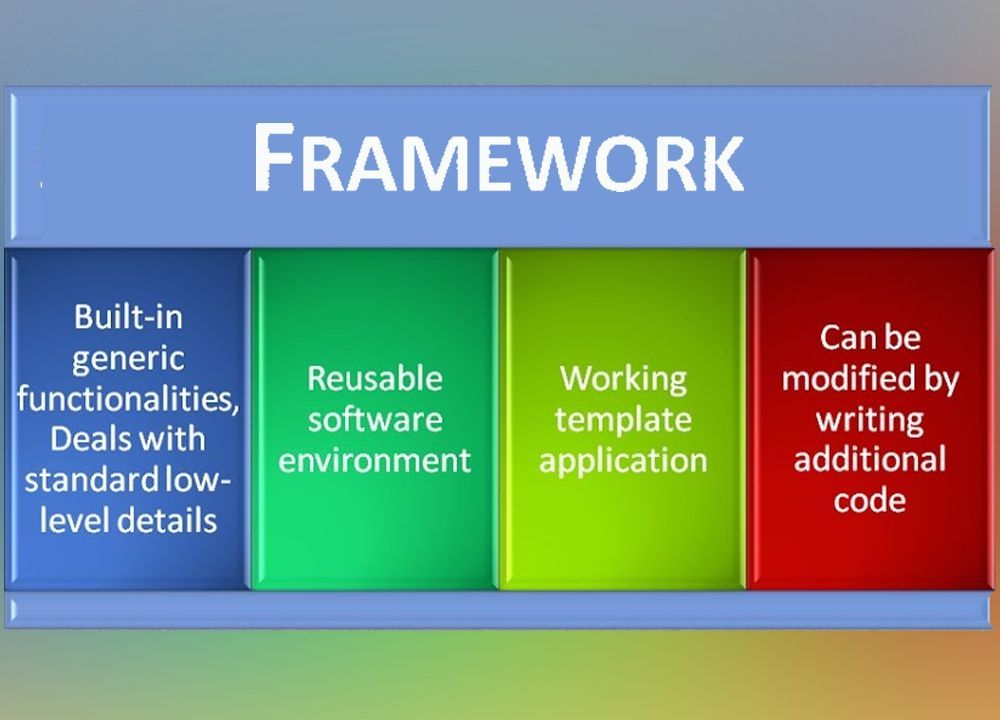 FRAMEWORK
Built-in
generic
functionalities,
Deals with
standard low-
level details
Reusable
software
environment
Working
template
application
Can be
modified by
writing
additional
code